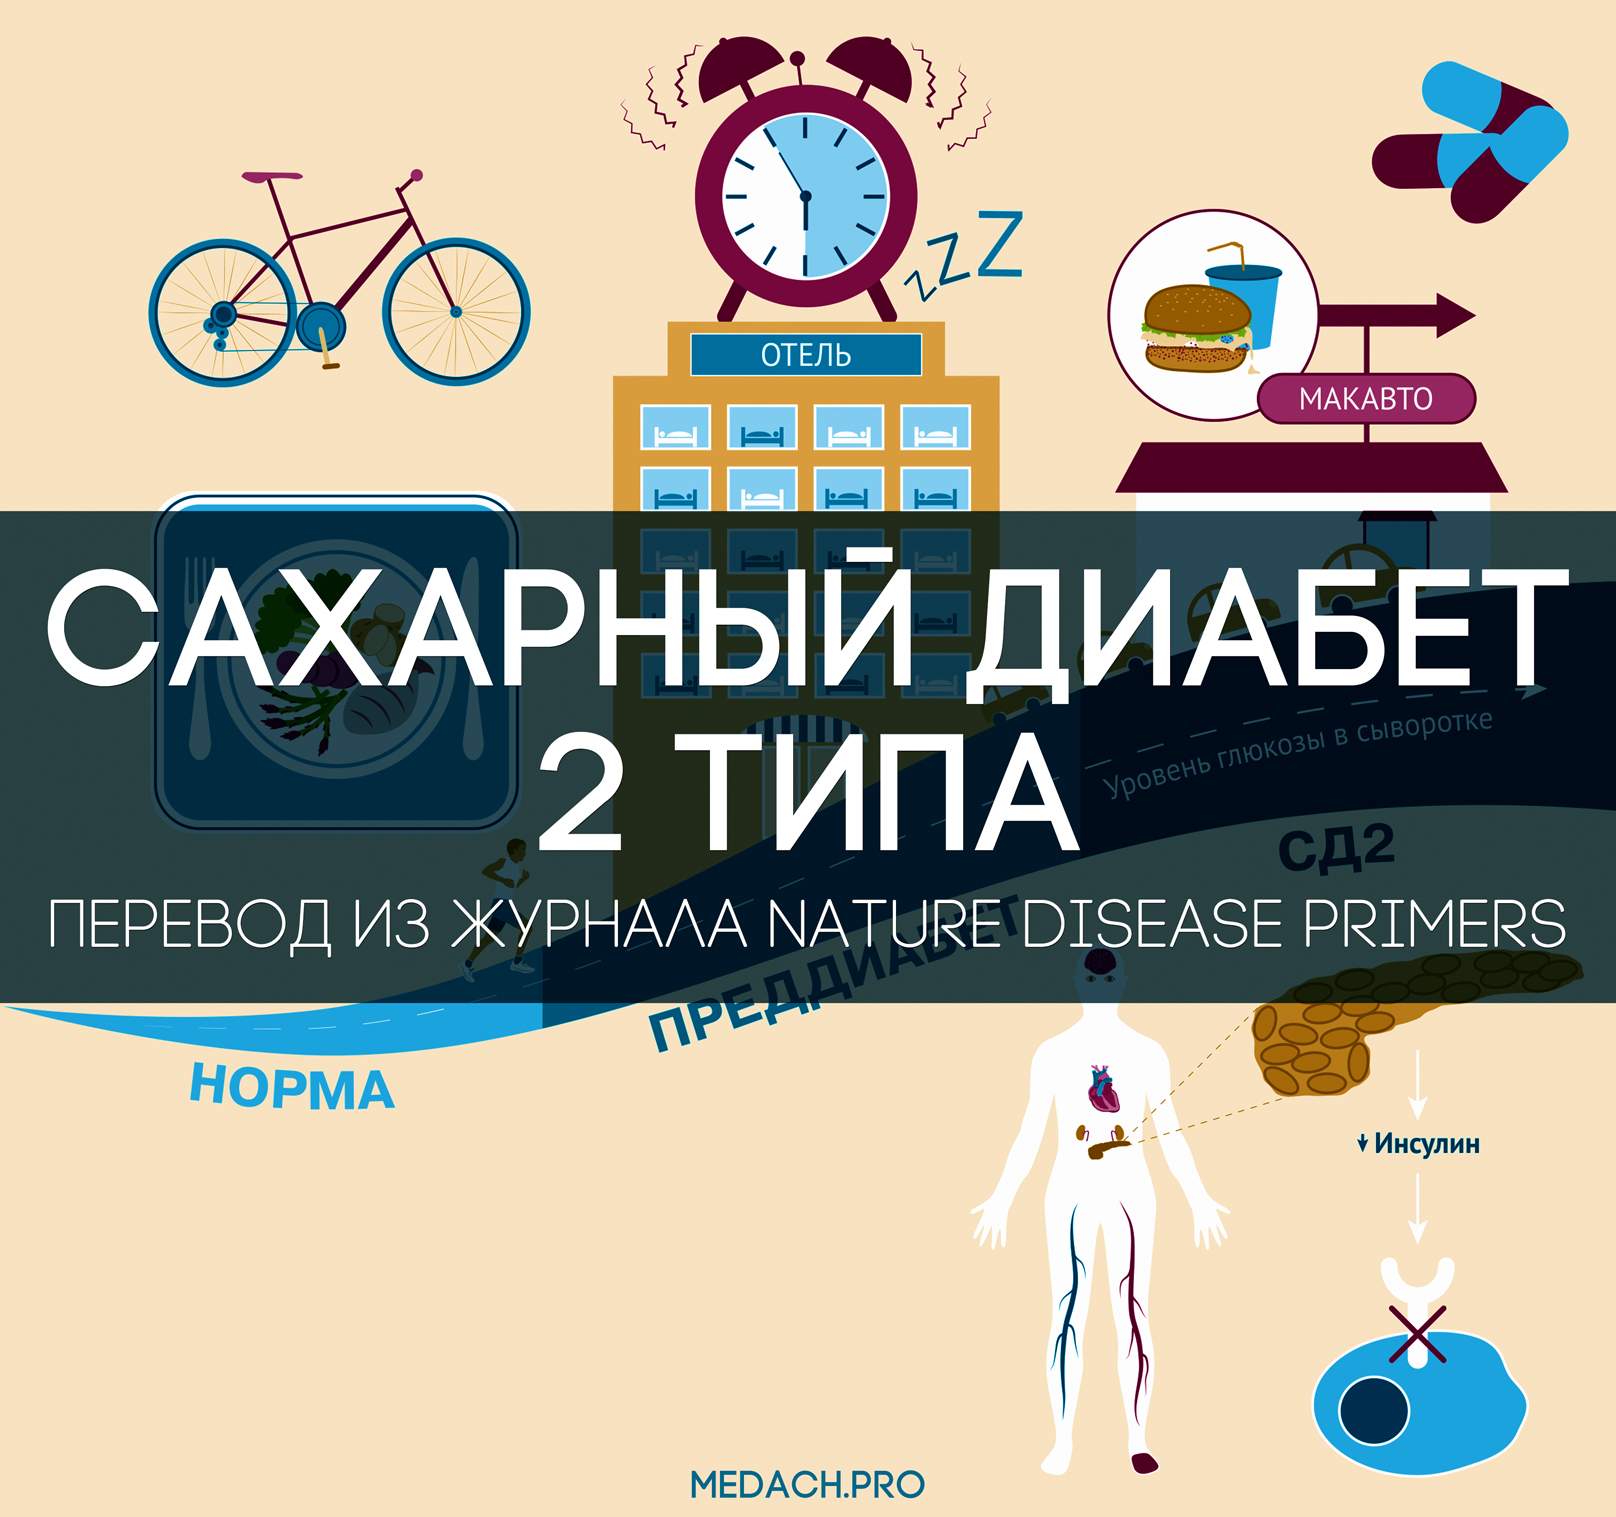 zzZ
ОТЕЛЬ
МАКАВТО
САХАРНЫЙ ДИАБЕТ
2 ТИПА
Уровень глюкозы в сыворотке
СД2
ПЕРЕВОД ИЗ ЖУРНАЛА NATURE DISEASE PRIMERS
ПРЕДДИАБЕТ
НОРМА
Инсулин
MEDACH.PRO